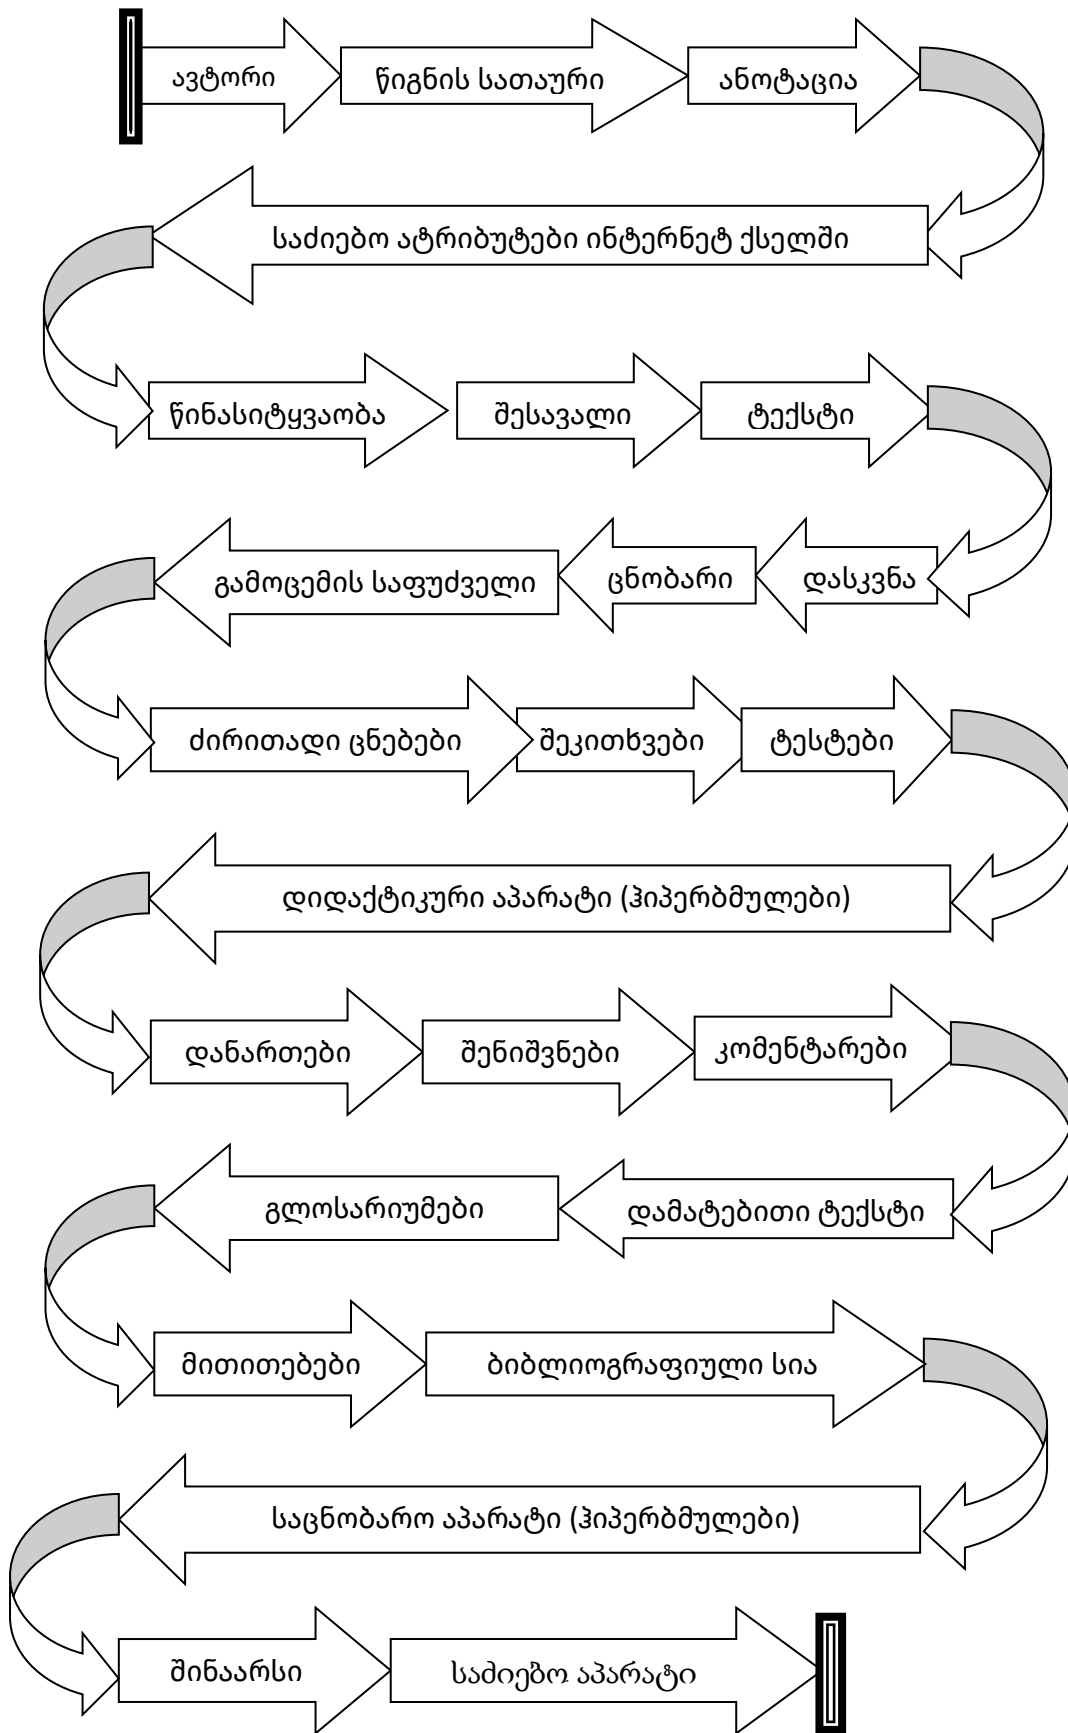 ავტორი
წიგნის სათაური
ანოტაცია
საძიებო ატრიბუტები ინტერნეტ ქსელში
წინასიტყვაობა
შესავალი
ტექსტი
დასკვნა
ცნობარი
გამოცემის საფუძველი
ძირითადი ცნებები
შეკითხვები
ტესტები
დიდაქტიკური აპარატი (ჰიპერბმულები)
დანართები
შენიშვნები
კომენტარები
დამატებითი ტექსტი
გლოსარიუმები
მითითებები
ბიბლიოგრაფიული სია
საცნობარო აპარატი (ჰიპერბმულები)
შინაარსი
საძიებო აპარატი